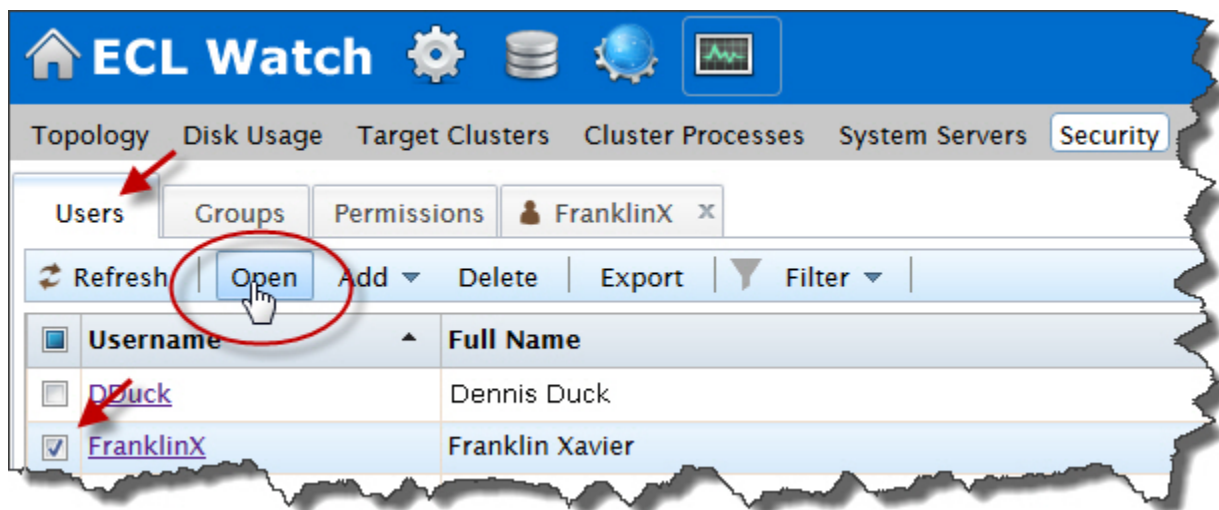 ECL Watch
Topology Disk Usage Target Clusters Cluster Processes System Servers Security
Users Groups Permissions FranklinX x
Refresh Open Add Delete Export Filter
Username Full Name
DDuck Dennis Duck
FranklinX Franklin Xavier